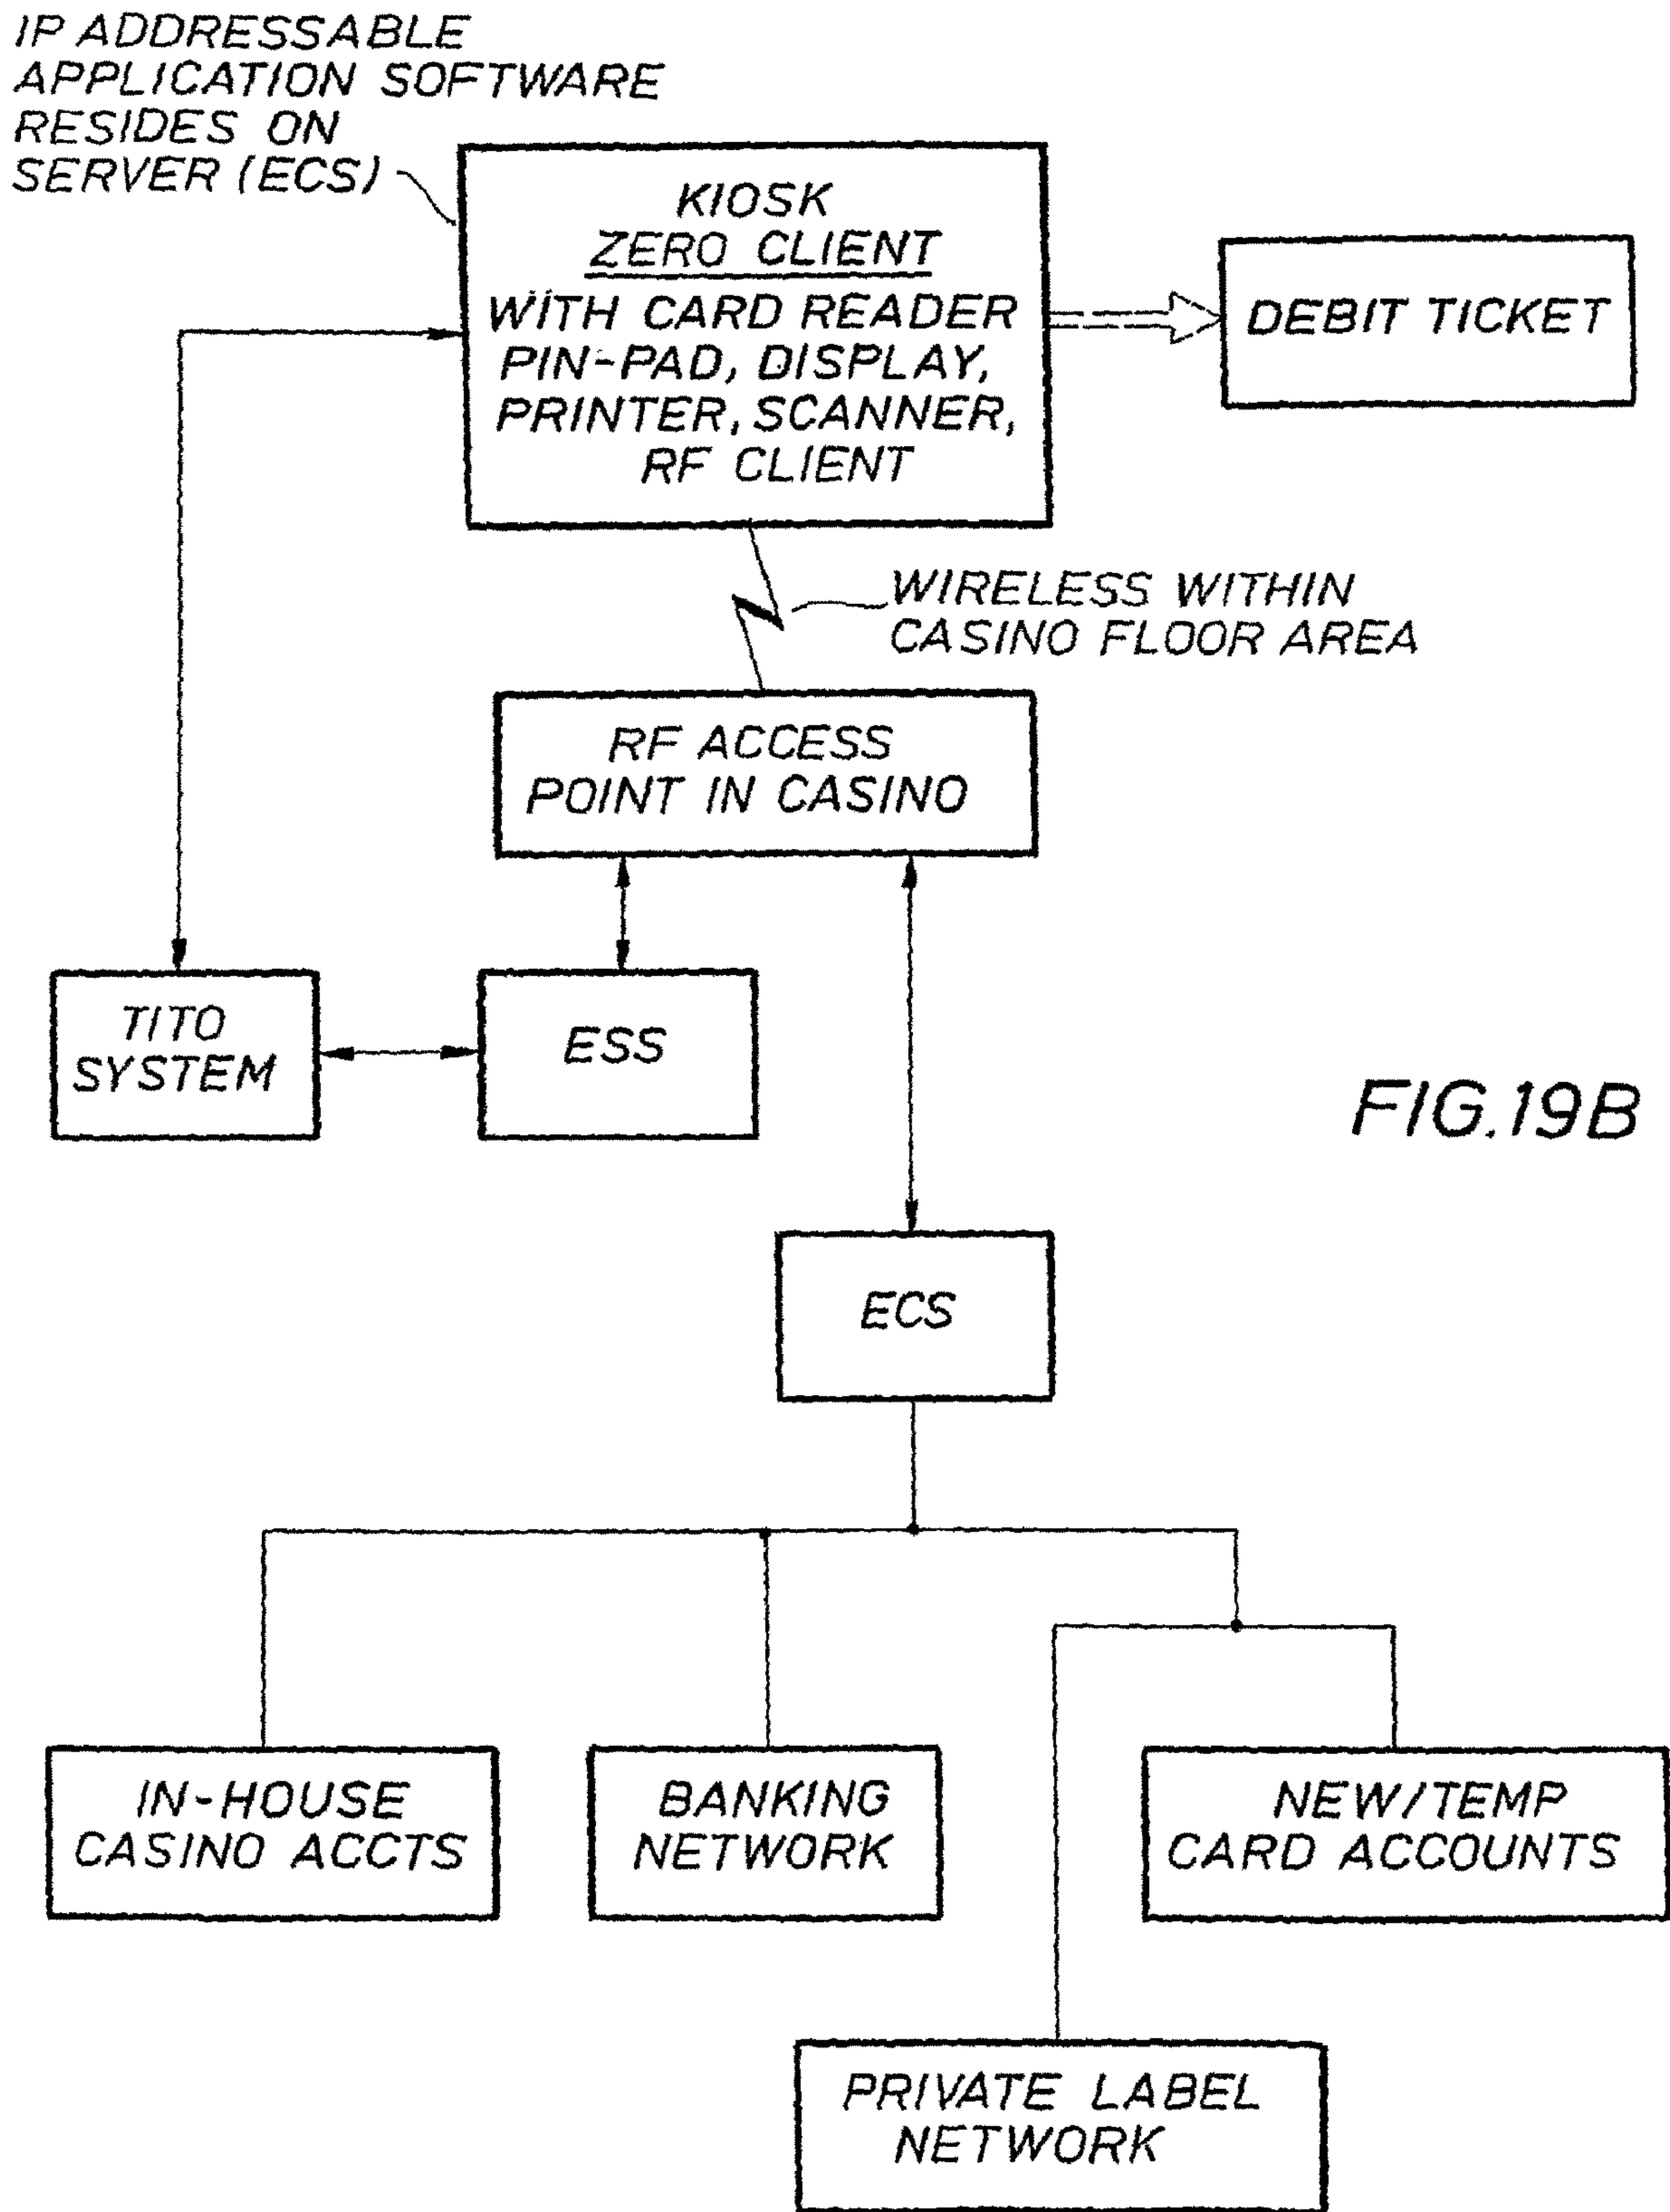 IP ADDRESSABLE
APPLICATION SOFTWARE
RESIDES ON
SERVER (ECS)
KIOSK
ZERO CLIENT
WITH CARD READER
PIN-PAD, DISPLAY,
PRINTER, SCANNER,
RF CLIENT
DEBIT TICKET
WIRELESS WITHIN
CASINO FLOOR AREA
RF ACCESS
POINT IN CASINO
TITO
SYSTEM
ESS
FIG.19B
ECS
IN-HOUSE
CASINO ACCTS
BANKING
NETWORK
NEW/TEMP
CARD ACCOUNTS
PRIVATE LABEL
NETWORK